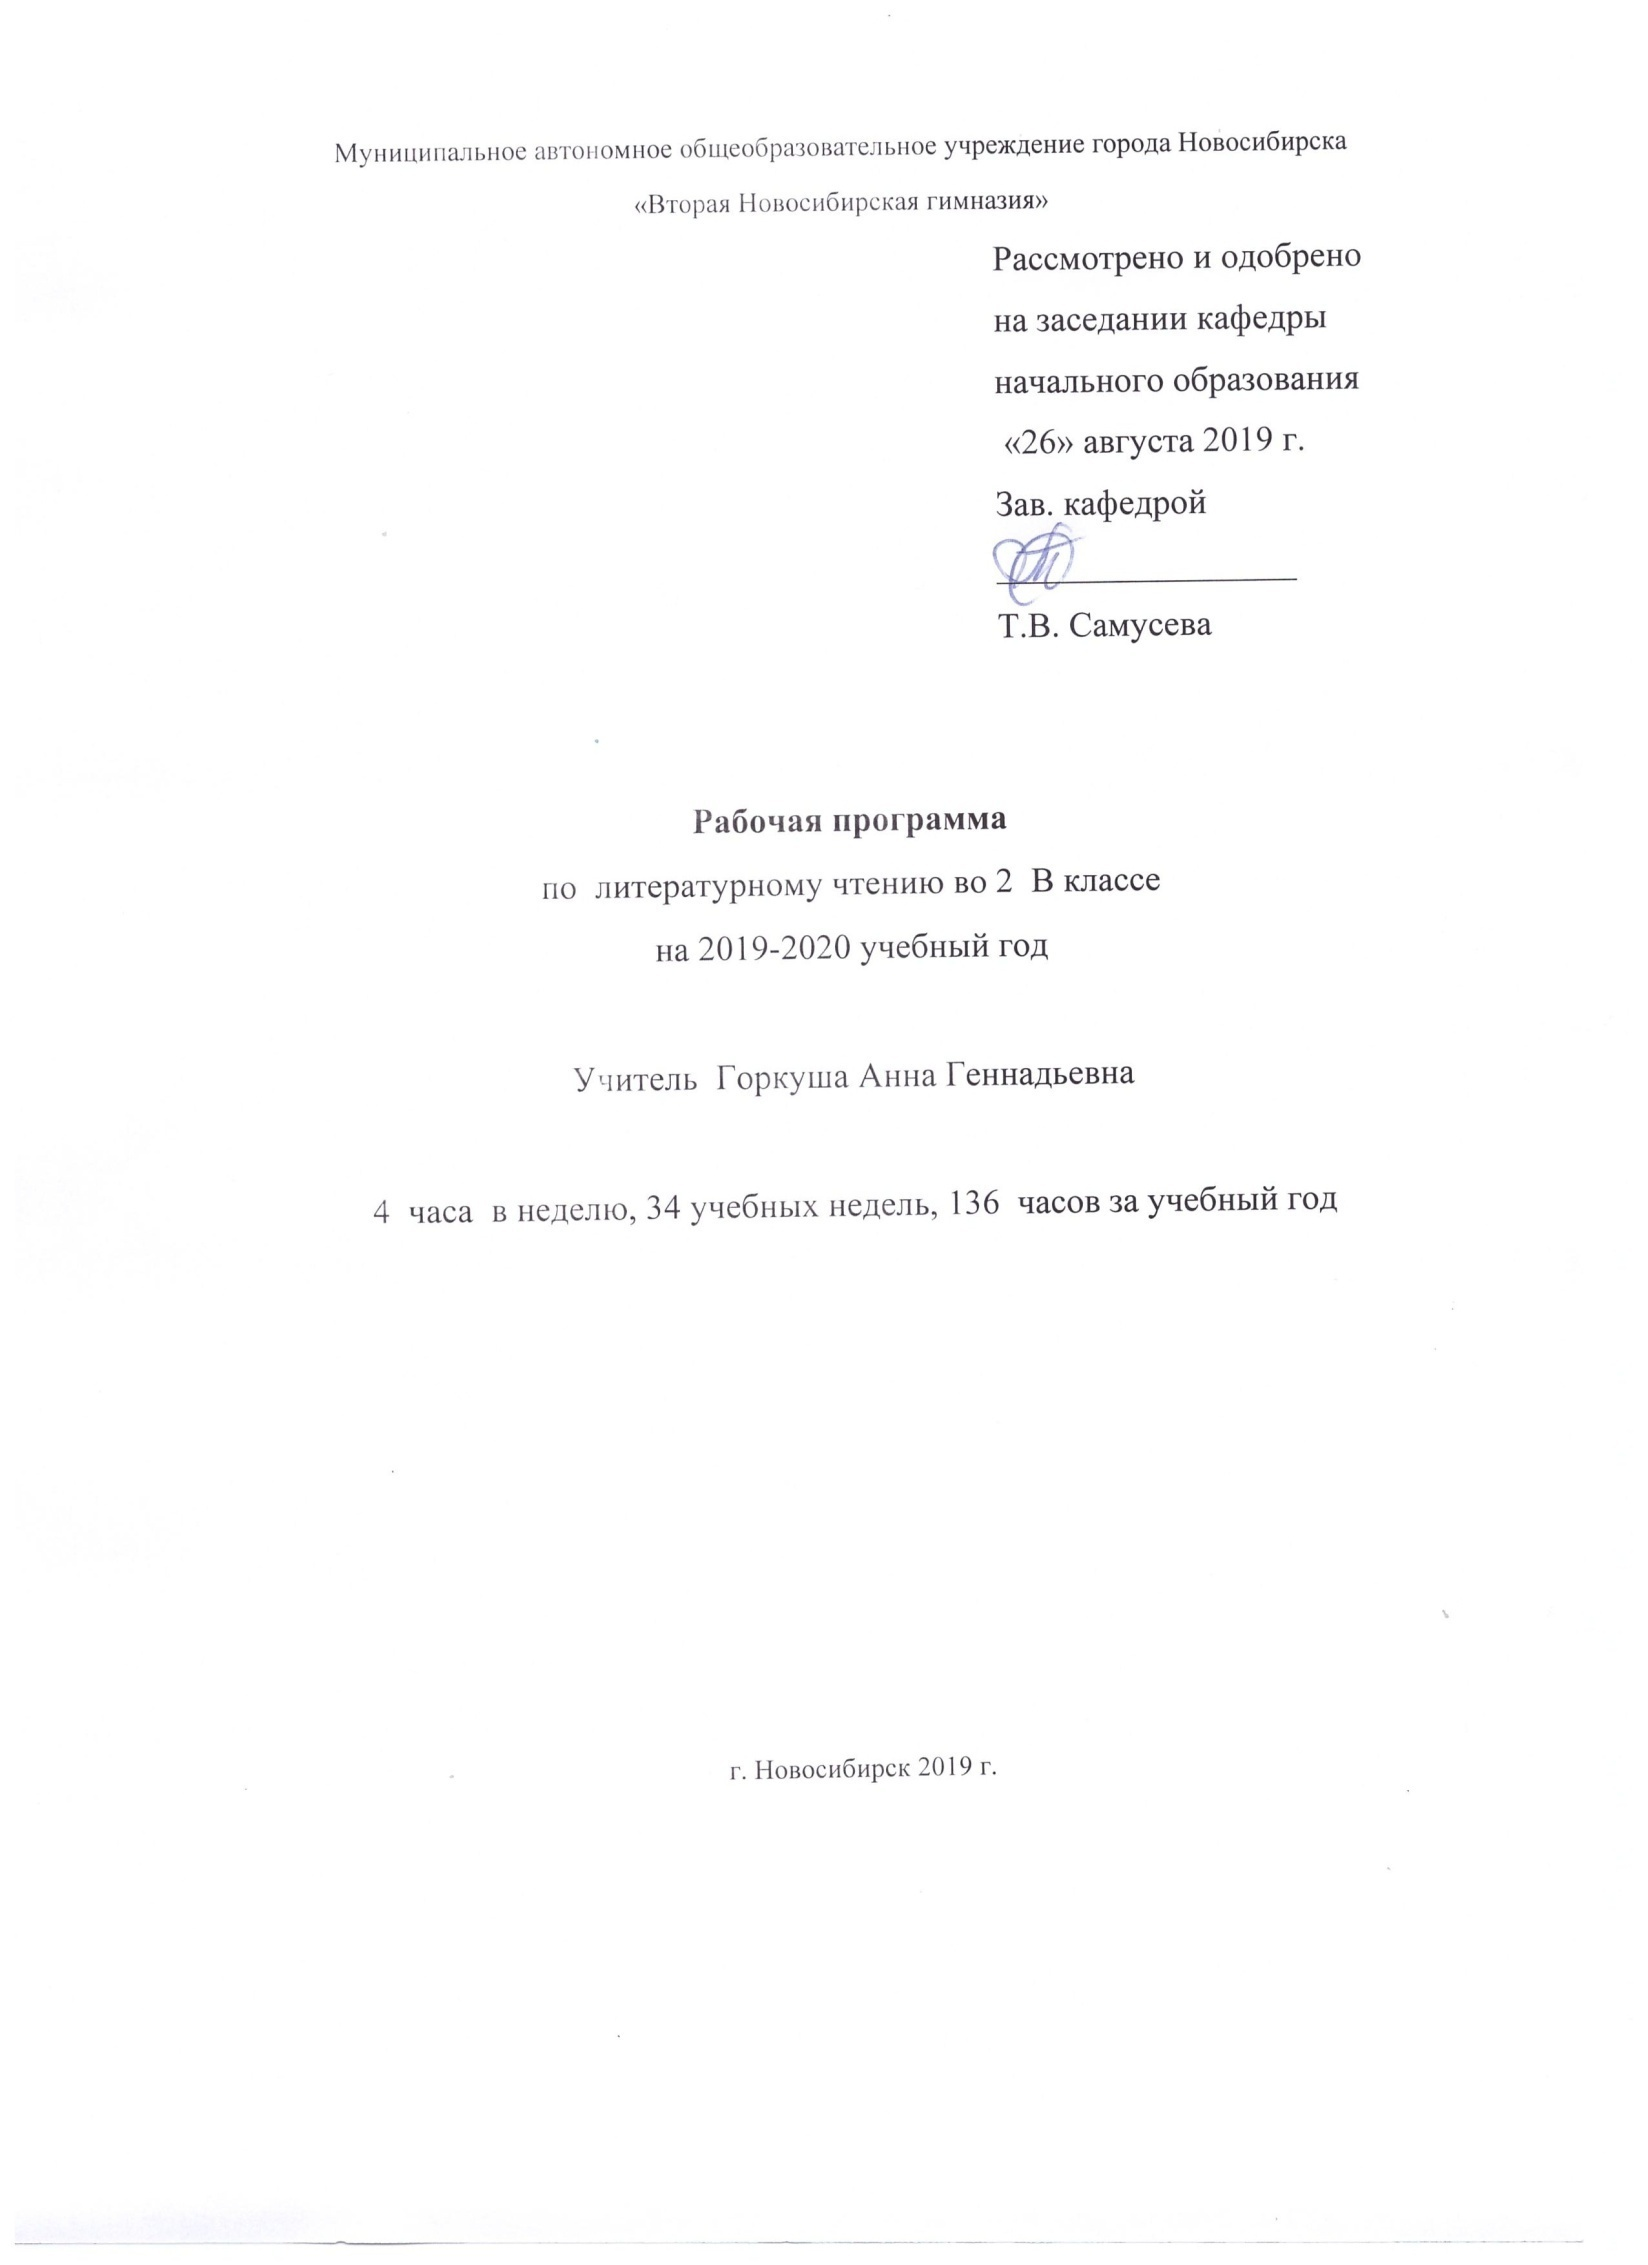 Муниципальное автономное общеобразовательное учреждение города Новосибирска
«Вторая Новосибирская гимназия»
Рассмотрено и одобрено
на заседании кафедры
начального образования
«26» августа 2019 г.
Зав. кафедрой
Т.В. Самусева
Рабочая программа
по литературному чтению во 2 В классе
на 2019-2020 учебный год
Учитель Горкуша Анна Геннадьевна
4 часа в неделю, 34 учебных недель, 136 часов за учебный год
г. Новосибирск 2019 г.